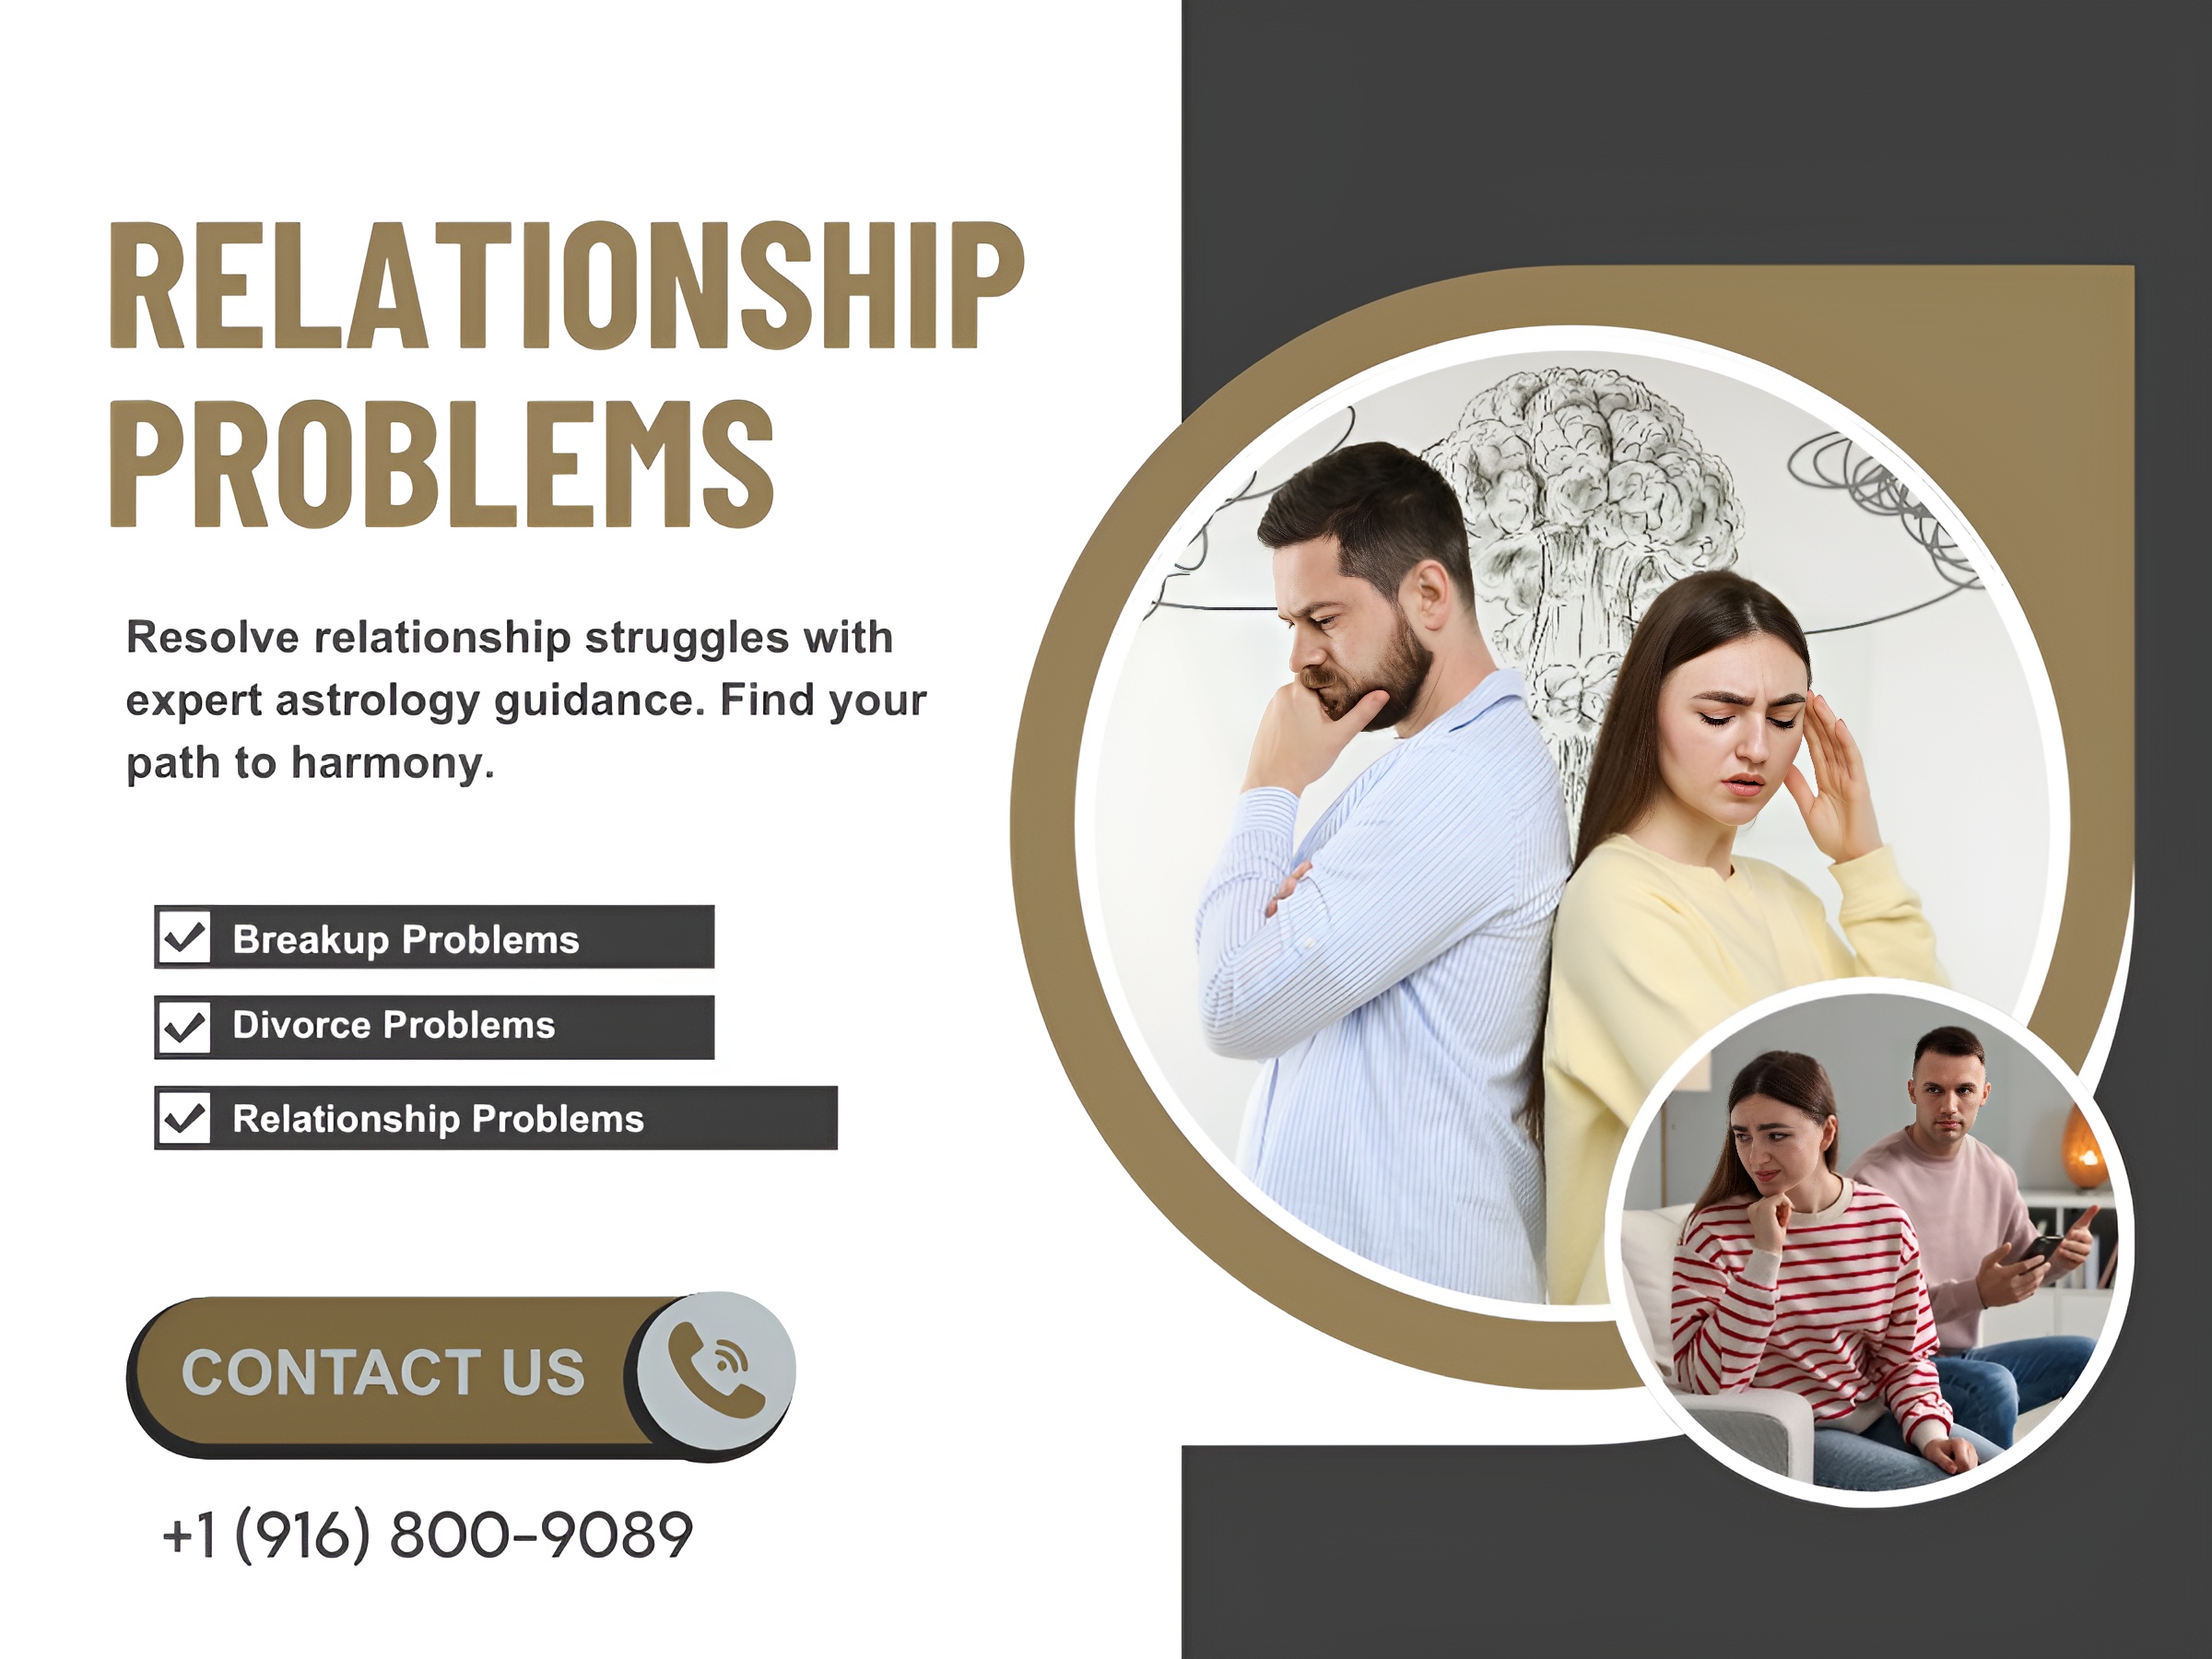 RELATIONSHIP
PROBLEMS
Resolve relationship struggles with
expert astrology guidance. Find your
path to harmony.
Breakup Problems
Divorce Problems
Relationship Problems
CONTACT US
+1 (916) 800-9089